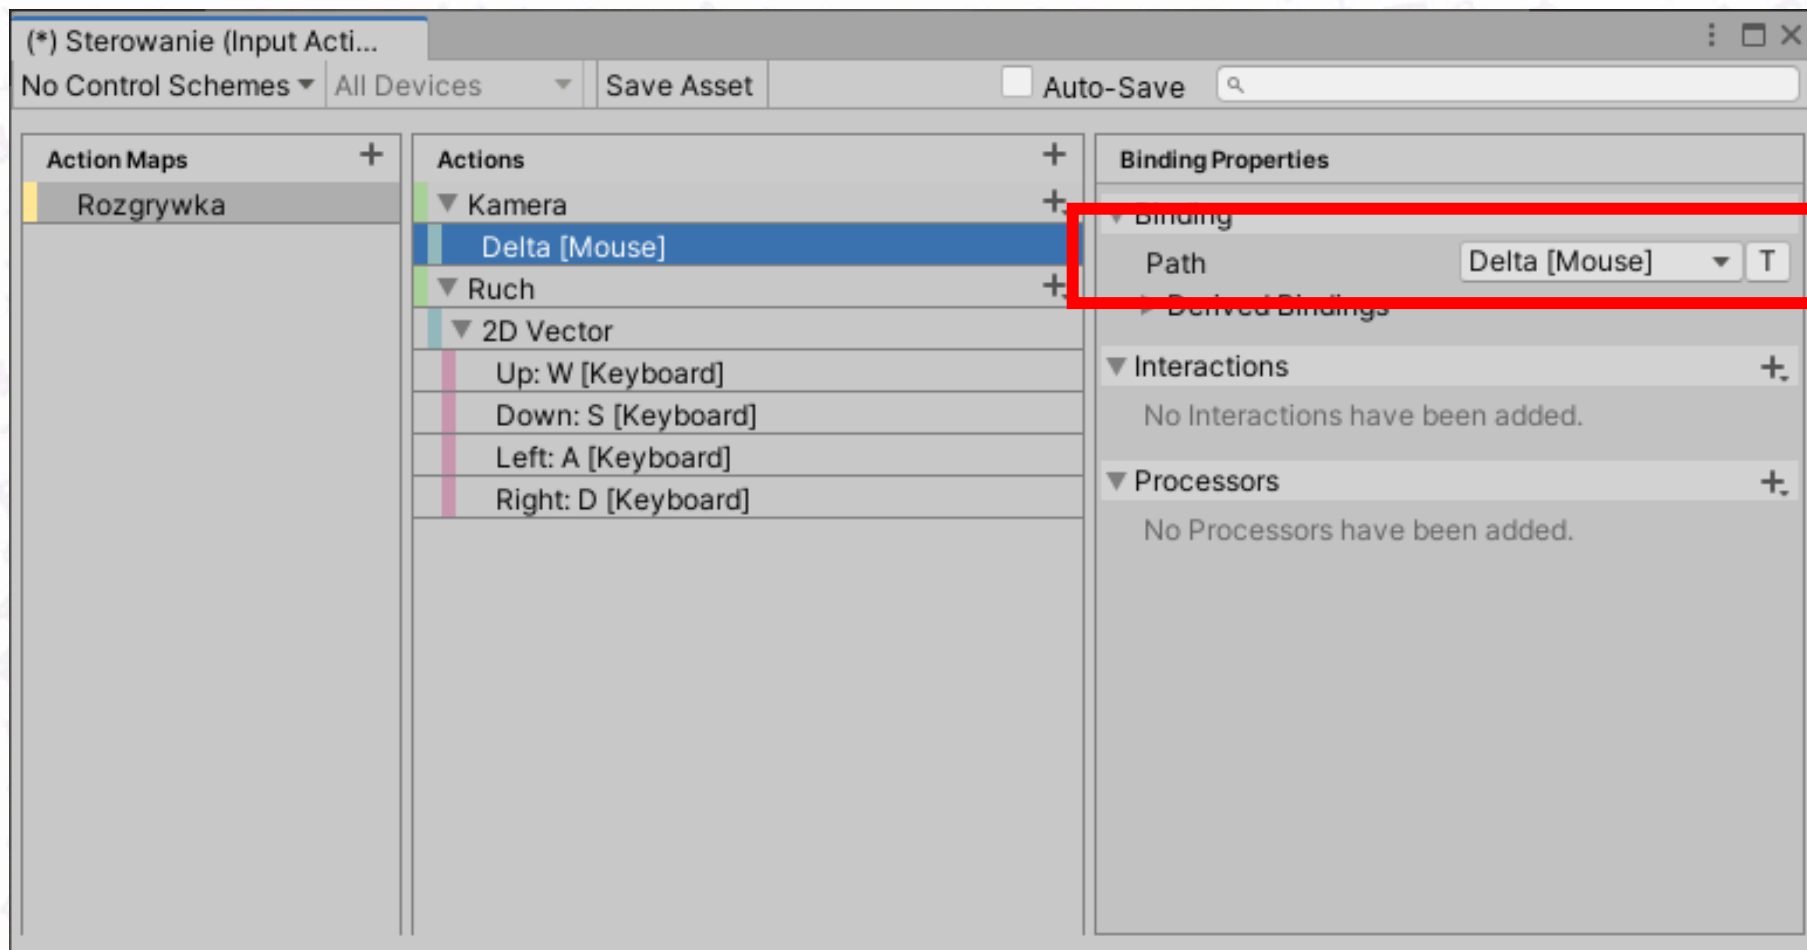 (*) Sterowanie (Input Acti...
No Control Schemes All Devices Save Asset Auto-Save
Action Maps
Rozgrywka
Actions
Kamera
Delta [Mouse]
Ruch
2D Vector
Up: W [Keyboard]
Down: S [Keyboard]
Left: A [Keyboard]
Right: D [Keyboard]
Binding Properties
Binding
Path Delta [Mouse] T
Derived Bindings
Interactions
No Interactions have been added.
Processors
No Processors have been added.